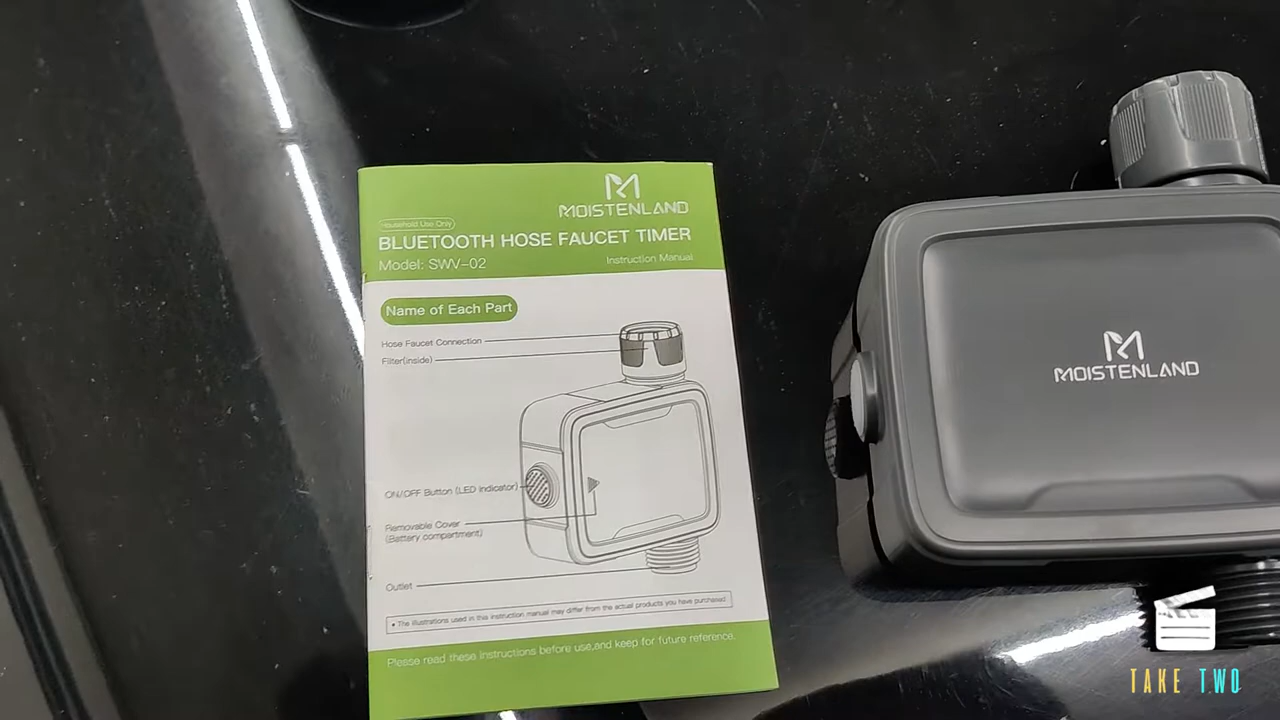 MOISTENLAND
Household Use Only
BLUETOOTH HOSE FAUCET TIMER
Model: SWV-02
Instruction Manual
Name of Each Part
Hose Faucet Connection
Filter(inside)
ON/OFF Button (LED indicator)
Removable Cover
(Battery compartment)
Outlet
• The illustrations used in this instruction manual may differ from the actual products you have purchased
Please read these instructions before use,and keep for future reference.
MOISTENLAND
TAKE TWO